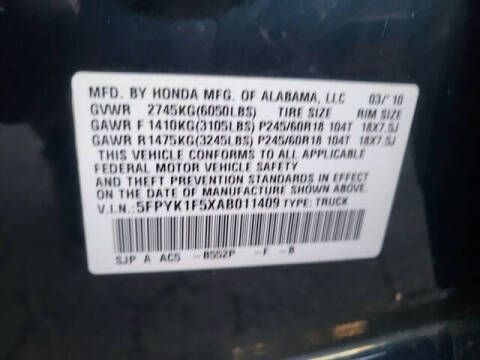 MFD. BY HONDA MFG. OF ALABAMA, LLC 03/'10
GVWR 2745KG(6050LBS) TIRE SIZE RIM SIZE
GAWR F 1410KG(3105LBS) P245/60R18 104T 18X7.5J
GAWR R 1475KG(3245LBS) P245/60R18 104T 18X7.5J
THIS VEHICLE CONFORMS TO ALL APPLICABLE
FEDERAL MOTOR VEHICLE SAFETY
AND THEFT PREVENTION STANDARDS IN EFFECT
ON THE DATE OF MANUFACTURE SHOWN ABOVE.
V.I.N.: 5FPYK1F5XAB011409 TYPE: TRUCK
SJP A AC5 -B552P -F -B